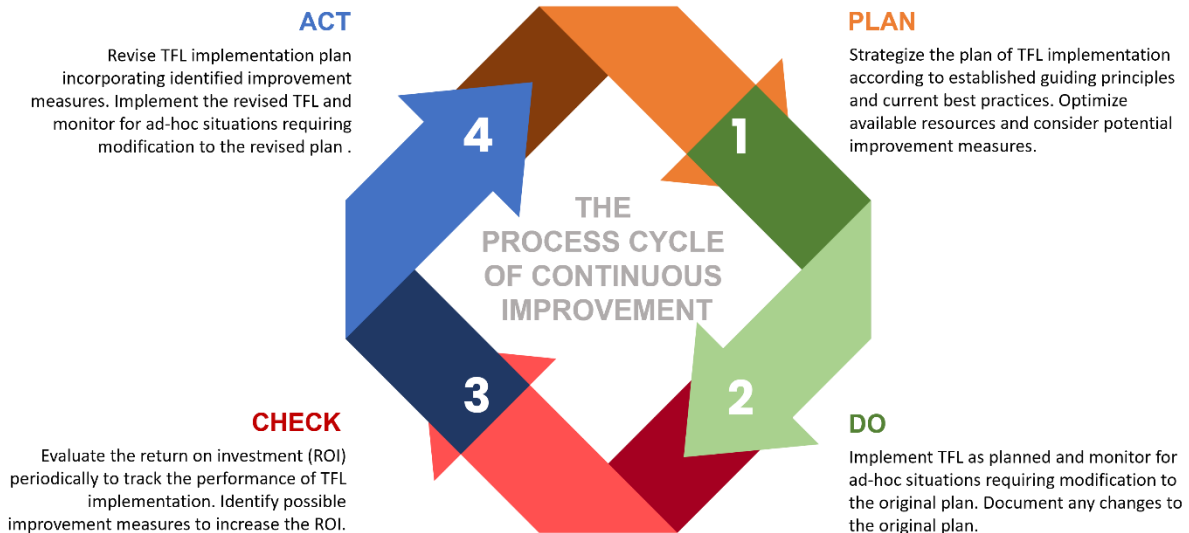 ACT
Revise TFL implementation plan
incorporating identified improvement
measures. Implement the revised TFL and
monitor for ad-hoc situations requiring
modification to the revised plan .
PLAN
Strategize the plan of TFL implementation
according to established guiding principles
and current best practices. Optimize
available resources and consider potential
improvement measures.
4
1
THE
PROCESS CYCLE
OF CONTINUOUS
IMPROVEMENT
3
2
CHECK
Evaluate the return on investment (ROI)
periodically to track the performance of TFL
implementation. Identify possible
improvement measures to increase the ROI.
DO
Implement TFL as planned and monitor for
ad-hoc situations requiring modification to
the original plan. Document any changes to
the original plan.